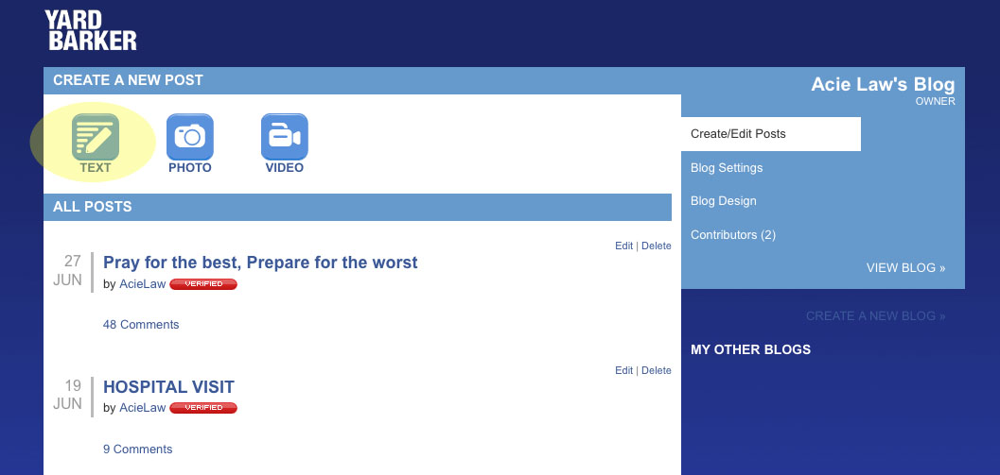 YARD
BARKER
CREATE A NEW POST
TEXT
PHOTO
VIDEO
ALL POSTS
Edit | Delete
27
JUN
Pray for the best, Prepare for the worst
by AcieLaw VERIFIED
48 Comments
Edit | Delete
19
JUN
HOSPITAL VISIT
by AcieLaw VERIFIED
9 Comments
Acie Law's Blog
OWNER
Create/Edit Posts
Blog Settings
Blog Design
Contributors (2)
VIEW BLOG »
CREATE A NEW BLOG »
MY OTHER BLOGS